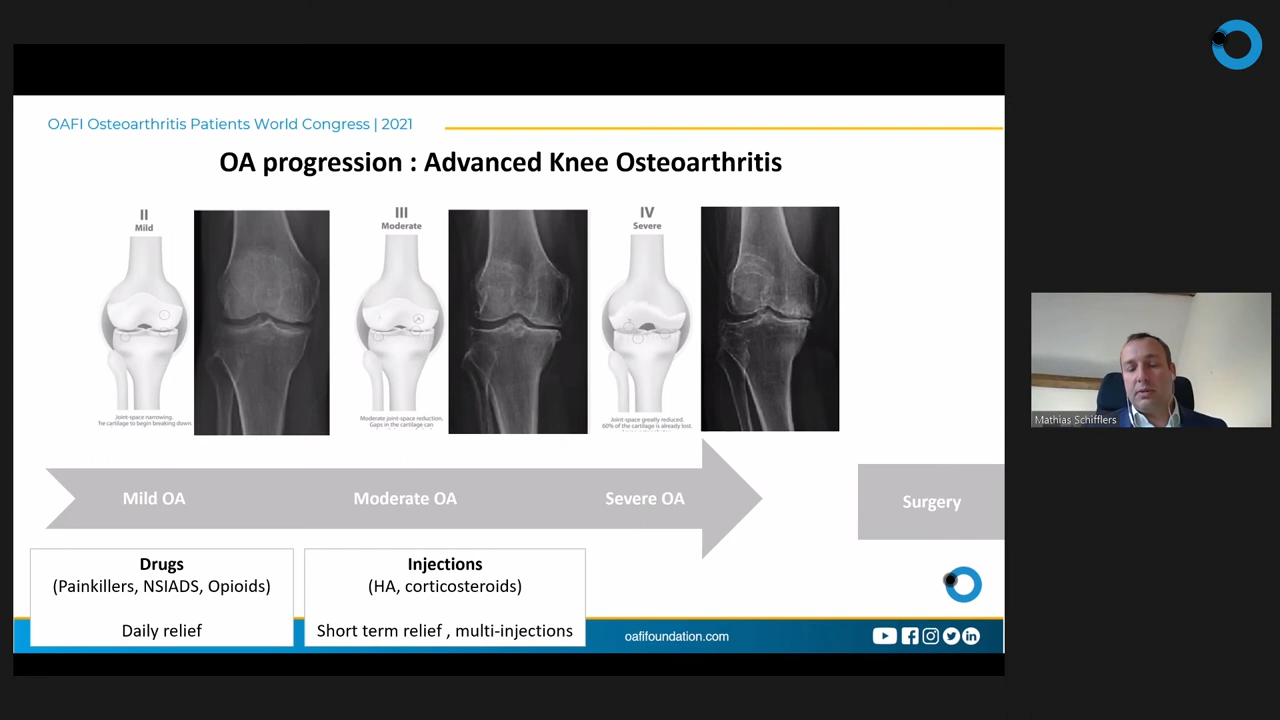 OAFI Osteoarthritis Patients World Congress | 2021
OA progression : Advanced Knee Osteoarthritis
II
Mild
III
Moderate
IV
Severe
Joint-space narrowing.
he cartilage to begin breaking down.
Moderate joint-space reduction,
Gaps in the cartilage can
Joint-space greatly reduced.
60% of the cartilage is already lost.
Mild OA
Moderate OA
Severe OA
Surgery
Drugs
(Painkillers, NSIADS, Opioids)
Daily relief
Injections
(HA, corticosteroids)
Short term relief , multi-injections
oafifoundation.com
Mathias Schifflers